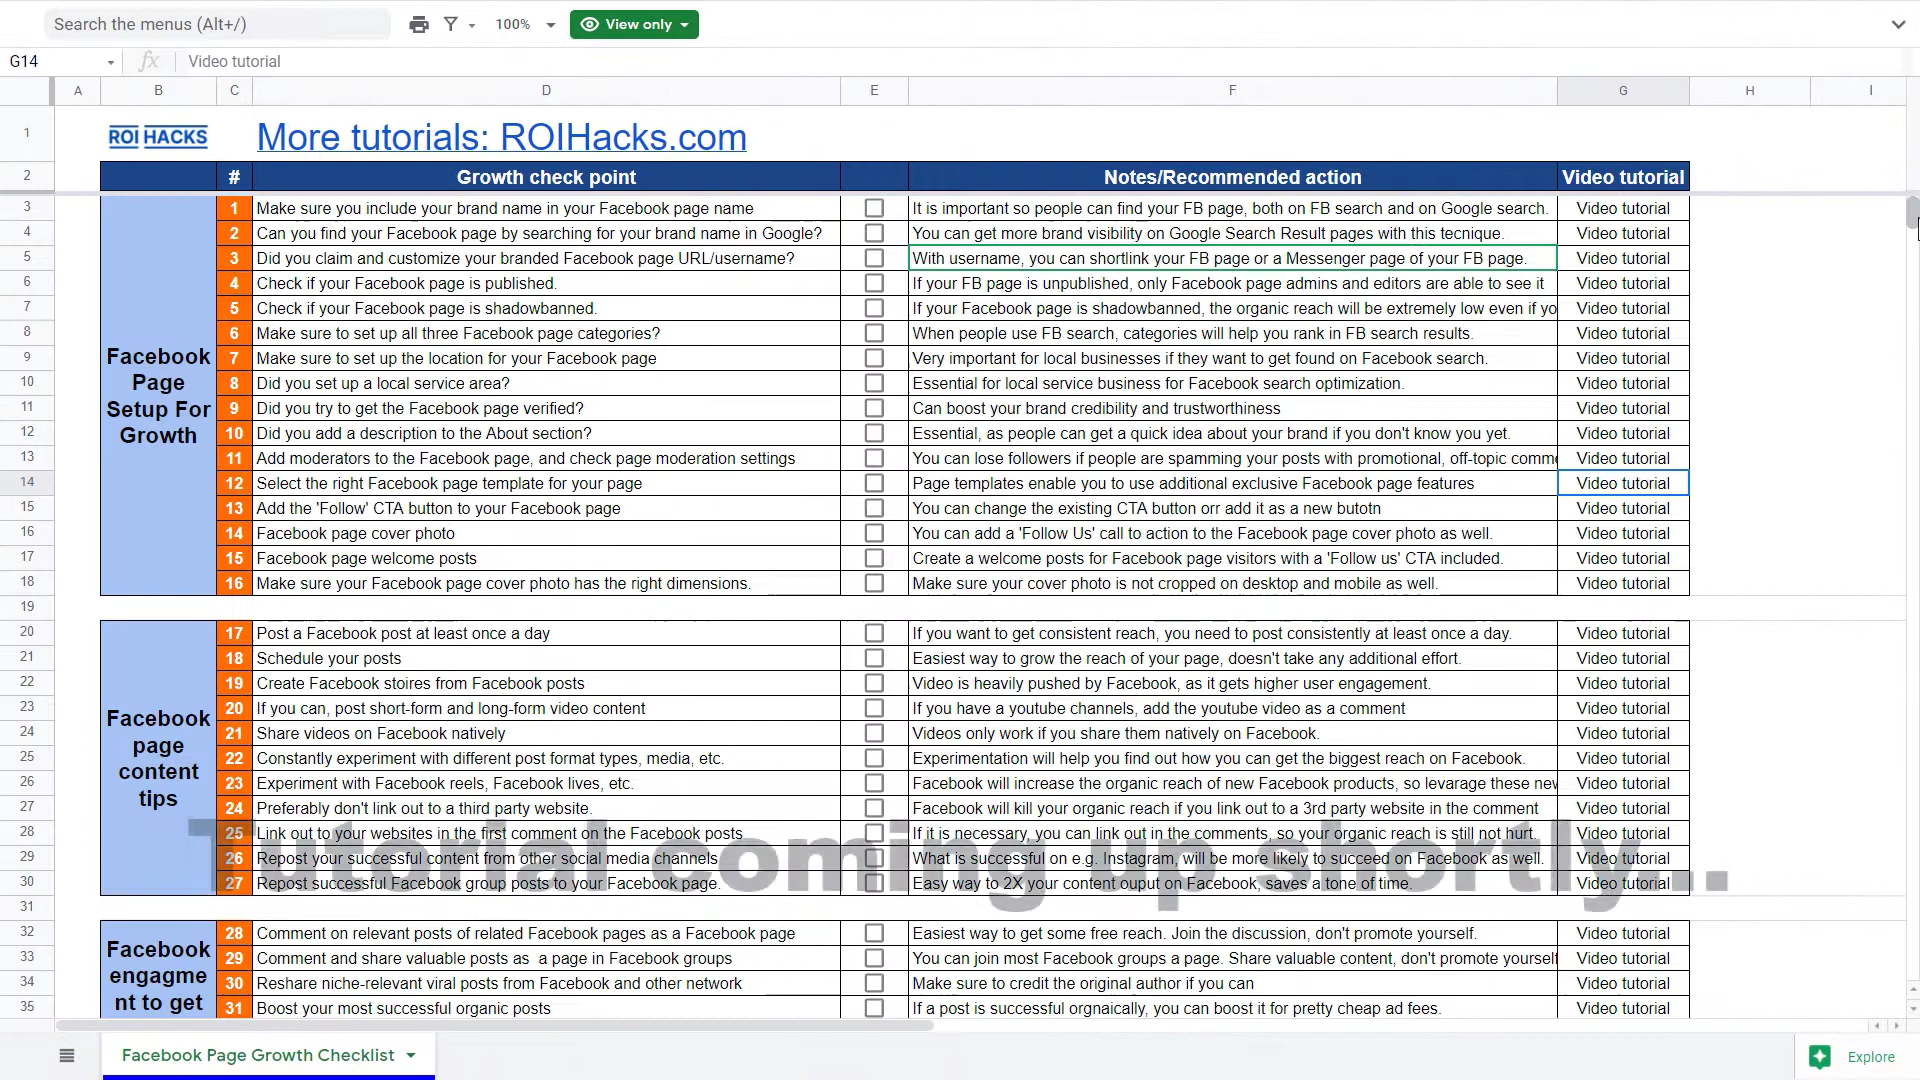 Search the menus (Alt+/) 100% View only
G14 fx Video tutorial
A B C D E F G H I
1 ROI HACKS More tutorials: ROIHacks.com
2 # Growth check point Notes/Recommended action Video tutorial
Facebook Page Setup For Growth
3 1 Make sure you include your brand name in your Facebook page name It is important so people can find your FB page, both on FB search and on Google search. Video tutorial
4 2 Can you find your Facebook page by searching for your brand name in Google? You can get more brand visibility on Google Search Result pages with this tecnique. Video tutorial
5 3 Did you claim and customize your branded Facebook page URL/username? With username, you can shortlink your FB page or a Messenger page of your FB page. Video tutorial
6 4 Check if your Facebook page is published. If your FB page is unpublished, only Facebook page admins and editors are able to see it Video tutorial
7 5 Check if your Facebook page is shadowbanned. If your Facebook page is shadowbanned, the organic reach will be extremely low even if yo Video tutorial
8 6 Make sure to set up all three Facebook page categories? When people use FB search, categories will help you rank in FB search results. Video tutorial
9 7 Make sure to set up the location for your Facebook page Very important for local businesses if they want to get found on Facebook search. Video tutorial
10 8 Did you set up a local service area? Essential for local service business for Facebook search optimization. Video tutorial
11 9 Did you try to get the Facebook page verified? Can boost your brand credibility and trustworthiness Video tutorial
12 10 Did you add a description to the About section? Essential, as people can get a quick idea about your brand if you don't know you yet. Video tutorial
13 11 Add moderators to the Facebook page, and check page moderation settings You can lose followers if people are spamming your posts with promotional, off-topic comme Video tutorial
14 12 Select the right Facebook page template for your page Page templates enable you to use additional exclusive Facebook page features Video tutorial
15 13 Add the 'Follow' CTA button to your Facebook page You can change the existing CTA button orr add it as a new butotn Video tutorial
16 14 Facebook page cover photo You can add a 'Follow Us' call to action to the Facebook page cover photo as well. Video tutorial
17 15 Facebook page welcome posts Create a welcome posts for Facebook page visitors with a 'Follow us' CTA included. Video tutorial
18 16 Make sure your Facebook page cover photo has the right dimensions. Make sure your cover photo is not cropped on desktop and mobile as well. Video tutorial
19
Facebook page content tips
20 17 Post a Facebook post at least once a day If you want to get consistent reach, you need to post consistently at least once a day. Video tutorial
21 18 Schedule your posts Easiest way to grow the reach of your page, doesn't take any additional effort. Video tutorial
22 19 Create Facebook stoires from Facebook posts Video is heavily pushed by Facebook, as it gets higher user engagement. Video tutorial
23 20 If you can, post short-form and long-form video content If you have a youtube channels, add the youtube video as a comment Video tutorial
24 21 Share videos on Facebook natively Videos only work if you share them natively on Facebook. Video tutorial
25 22 Constantly experiment with different post format types, media, etc. Experimentation will help you find out how you can get the biggest reach on Facebook. Video tutorial
26 23 Experiment with Facebook reels, Facebook lives, etc. Facebook will increase the organic reach of new Facebook products, so levarage these new Video tutorial
27 24 Preferably don't link out to a third party website. Facebook will kill your organic reach if you link out to a 3rd party website in the comment Video tutorial
28 25 Link out to your websites in the first comment on the Facebook posts If it is necessary, you can link out in the comments, so your organic reach is still not hurt. Video tutorial
29 26 Repost your successful content from other social media channels What is successful on e.g. Instagram, will be more likely to succeed on Facebook as well. Video tutorial
30 27 Repost successful Facebook group posts to your Facebook page. Easy way to 2X your content ouput on Facebook, saves a tone of time. Video tutorial
Tutorial coming up shortly...
31
Facebook engagme nt to get
32 28 Comment on relevant posts of related Facebook pages as a Facebook page Easiest way to get some free reach. Join the discussion, don't promote yourself. Video tutorial
33 29 Comment and share valuable posts as a page in Facebook groups You can join most Facebook groups a page. Share valuable content, don't promote yourself Video tutorial
34 30 Reshare niche-relevant viral posts from Facebook and other network Make sure to credit the original author if you can Video tutorial
35 31 Boost your most successful organic posts If a post is successful orgnaically, you can boost it for pretty cheap ad fees. Video tutorial
Facebook Page Growth Checklist Explore